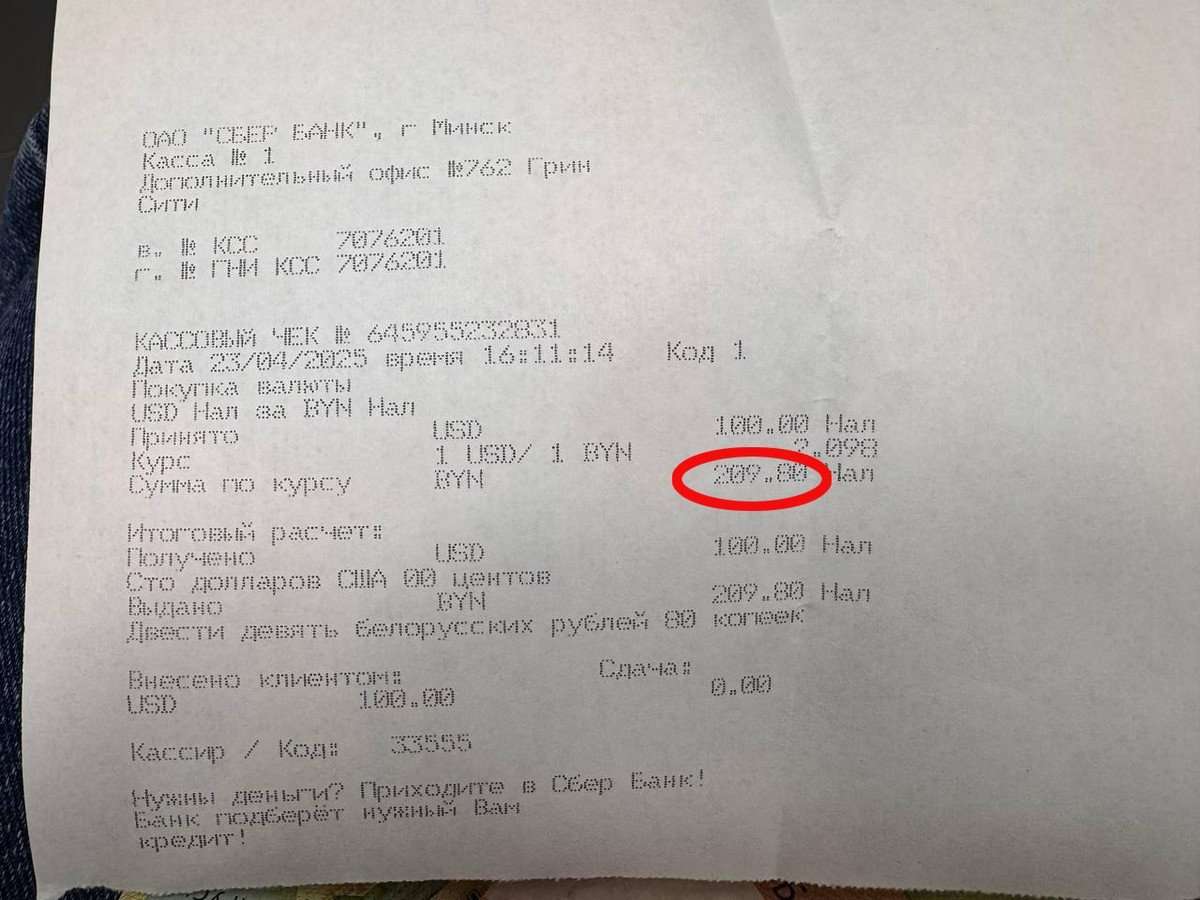 ОАО "СБЕР БАНК", г Минск
Касса № 1
Дополнительный офис №762 Грин
Сити
в. № КСС 7076201
г. № ГНИ КСС 7076201
КАССОВЫЙ ЧЕК № 645955232831
Дата 23/04/2025 время 16:11:14 Код 1
Покупка валюты
USD Нал за BYN Нал
Принято USD 100.00 Нал
Курс 1 USD/ 1 BYN 2.098
Сумма по курсу BYN 209.80 Нал
Итоговый расчет:
Получено USD 100.00 Нал
Сто долларов США 00 центов
Выдано BYN 209.80 Нал
Двести девять белорусских рублей 80 копеек
Внесено клиентом: Сдача:
USD 100.00 0.00
Кассир / Код: 33555
Нужны деньги? Приходите в Сбер Банк!
Банк подберёт нужный Вам
кредит!